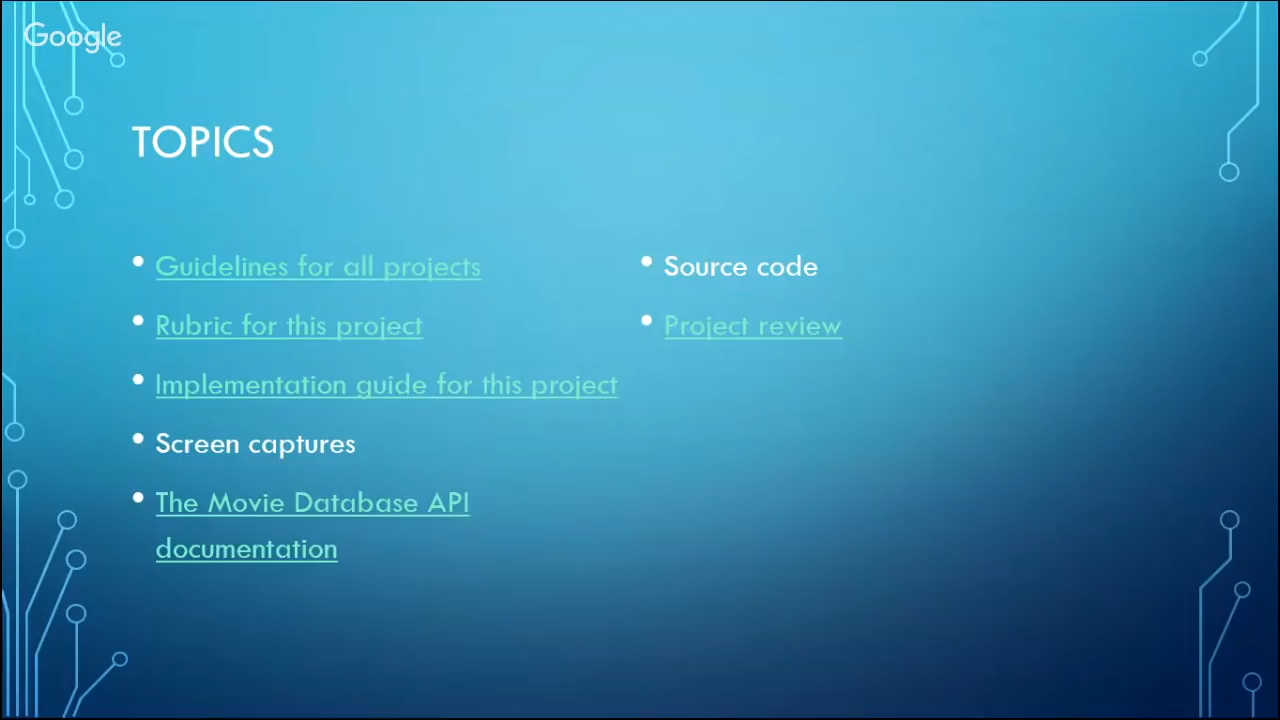 Google
TOPICS
• Guidelines for all projects
• Rubric for this project
• Implementation guide for this project
• Screen captures
• The Movie Database API
documentation
• Source code
• Project review